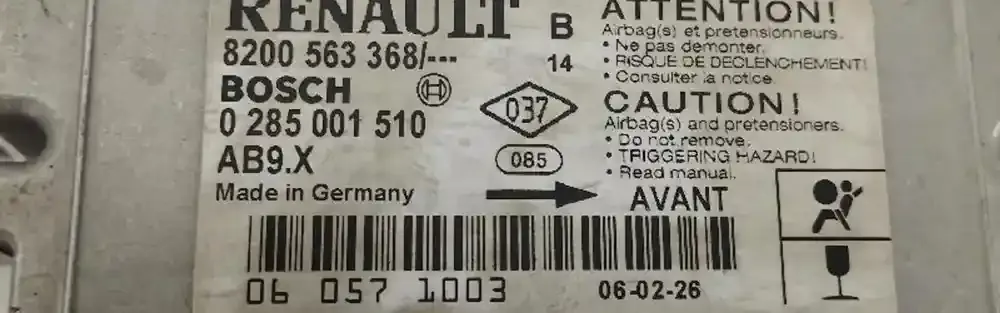 RENAULT
8200 563 368/---
BOSCH
0 285 001 510
AB9.X
Made in Germany
B
14
037
085
ATTENTION!
Airbag(s) et pretensionneurs.
• Ne pas demonter.
• RISQUE DE DECLENCHEMENT!
• Consulter la notice.
CAUTION!
Airbag(s) and pretensioners.
• Do not remove.
• TRIGGERING HAZARD!
• Read manual.
AVANT
06 057 1003
06-02-26